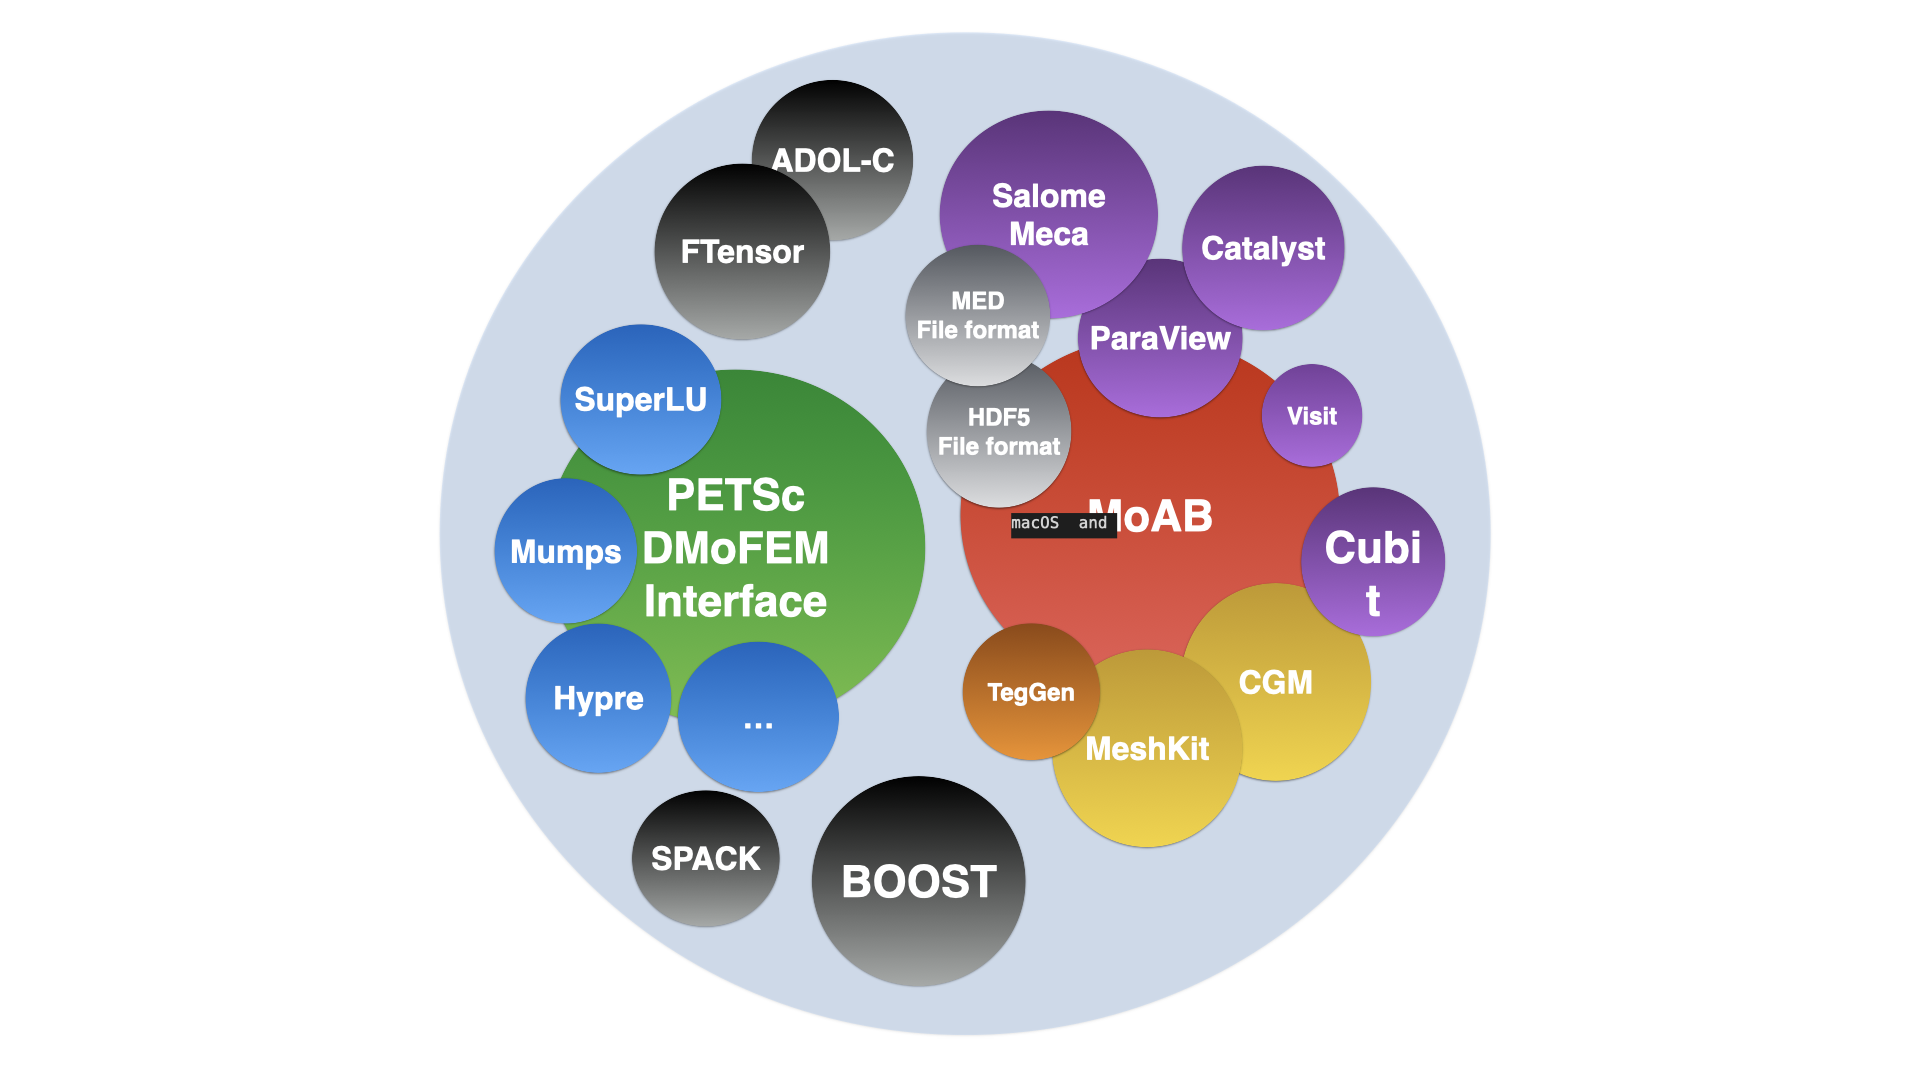 ADOL-C
FTensor
Salome
Meca
Catalyst
MED
File format
ParaView
SuperLU
HDF5
File format
Visit
PETSc
DMoFEM
Interface
Mumps
macOS and
MoAB
Cubi
t
Hypre
...
TegGen
CGM
MeshKit
SPACK
BOOST